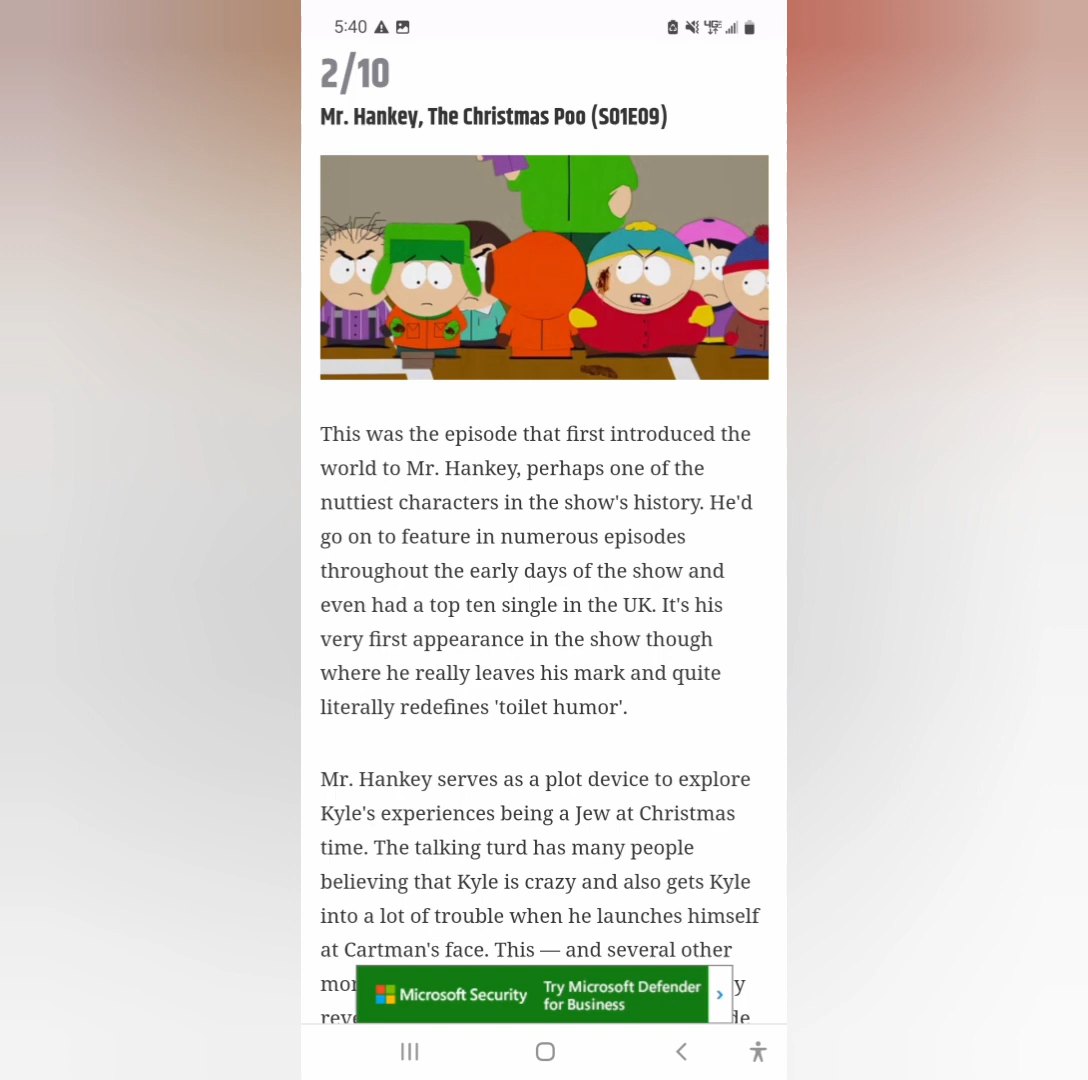 5:40
4GE
2/10
Mr. Hankey, The Christmas Poo (S01E09)
This was the episode that first introduced the
world to Mr. Hankey, perhaps one of the
nuttiest characters in the show's history. He'd
go on to feature in numerous episodes
throughout the early days of the show and
even had a top ten single in the UK. It's his
very first appearance in the show though
where he really leaves his mark and quite
literally redefines 'toilet humor'.
Mr. Hankey serves as a plot device to explore
Kyle's experiences being a Jew at Christmas
time. The talking turd has many people
believing that Kyle is crazy and also gets Kyle
into a lot of trouble when he launches himself
at Cartman's face. This — and several other
Microsoft Security
Try Microsoft Defender
for Business